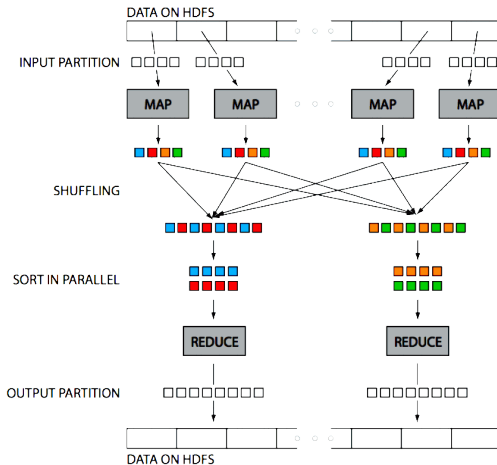 DATA ON HDFS
INPUT PARTITION
MAP MAP MAP MAP
SHUFFLING
SORT IN PARALLEL
REDUCE REDUCE
OUTPUT PARTITION
DATA ON HDFS